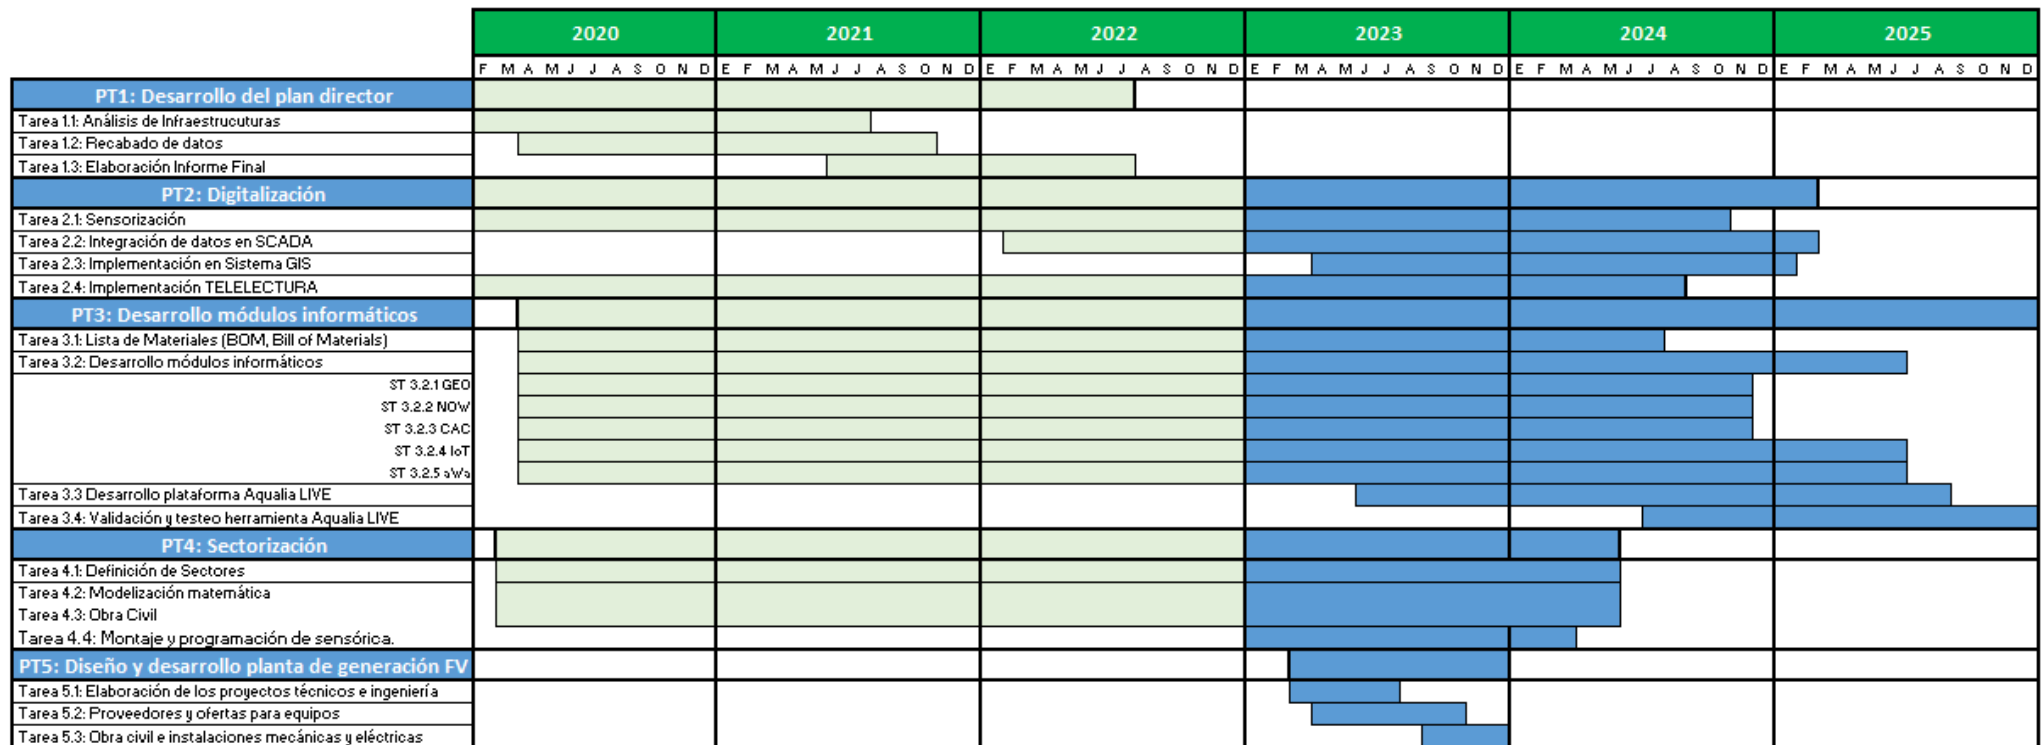 2020 2021 2022 2023 2024 2025
F M A M J J A S O N D E F M A M J J A S O N D E F M A M J J A S O N D E F M A M J J A S O N D E F M A M J J A S O N D E F M A M J J A S O N D
PT1: Desarrollo del plan director
Tarea 1.1: Análisis de Infraestrucuturas
Tarea 1.2: Recabado de datos
Tarea 1.3: Elaboración Informe Final
PT2: Digitalización
Tarea 2.1: Sensorización
Tarea 2.2: Integración de datos en SCADA
Tarea 2.3: Implementación en Sistema GIS
Tarea 2.4: Implementación TELELECTURA
PT3: Desarrollo módulos informáticos
Tarea 3.1: Lista de Materiales (BOM, Bill of Materials)
Tarea 3.2: Desarrollo módulos informáticos
ST 3.2.1 GEO
ST 3.2.2 NOW
ST 3.2.3 CAC
ST 3.2.4 IoT
ST 3.2.5 aWa
Tarea 3.3 Desarrollo plataforma Aqualia LIVE
Tarea 3.4: Validación y testeo herramienta Aqualia LIVE
PT4: Sectorización
Tarea 4.1: Definición de Sectores
Tarea 4.2: Modelización matemática
Tarea 4.3: Obra Civil
Tarea 4.4: Montaje y programación de sensórica.
PT5: Diseño y desarrollo planta de generación FV
Tarea 5.1: Elaboración de los proyectos técnicos e ingeniería
Tarea 5.2: Proveedores y ofertas para equipos
Tarea 5.3: Obra civil e instalaciones mecánicas y eléctricas